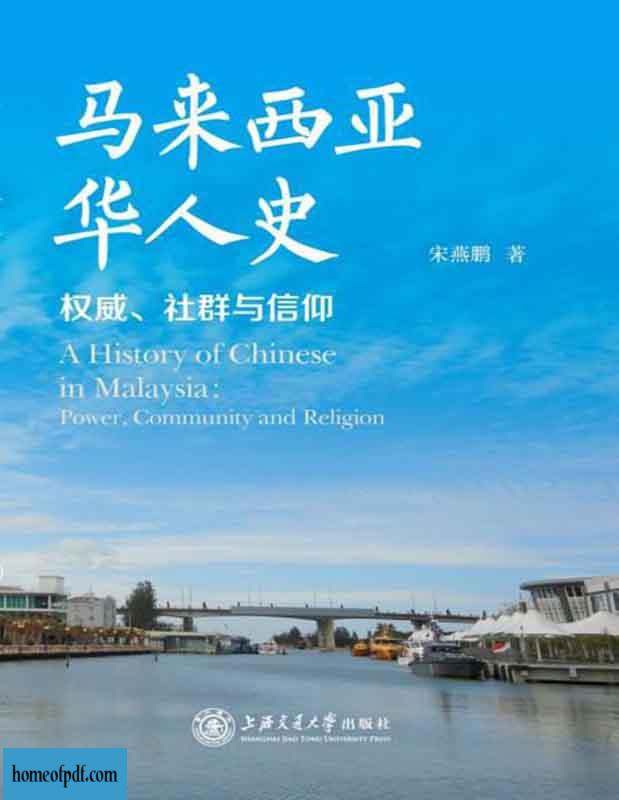 马来西亚
华人史
宋燕鹏 著
权威、社群与信仰
A History of Chinese
in Malaysia:
Power, Community and Religion
上海交通大学出版社
SHANGHAI JIAO TONG UNIVERSITY PRESS
homeofpdf.com